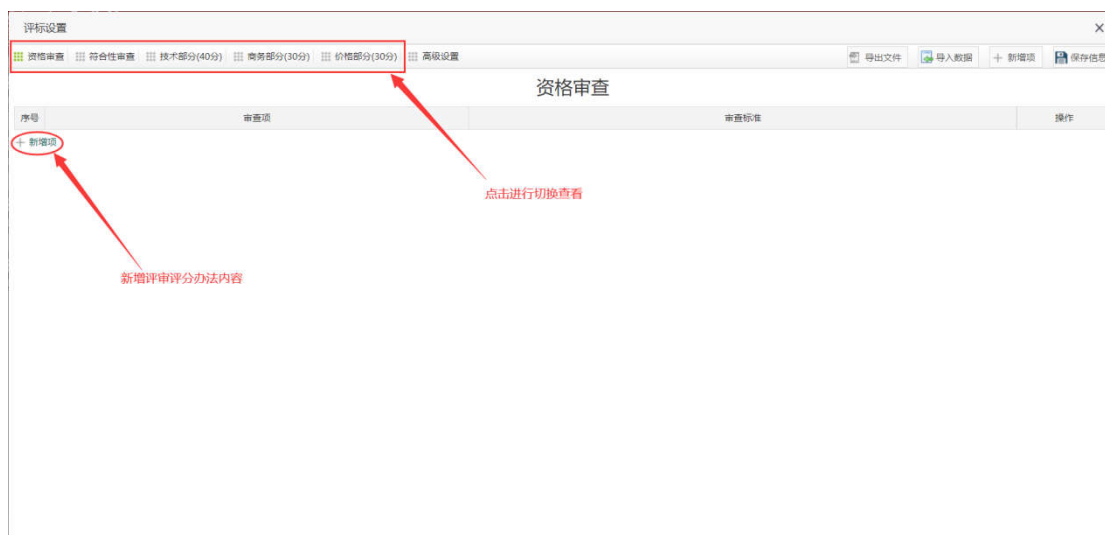 评标设置
资格审查 符合性审查 技术部分(40分) 商务部分(30分) 价格部分(30分) 高级设置 导出文件 导入数据 新增项 保存信息
资格审查
序号 审查项 审查标准 操作
新增项
点击进行切换查看
新增评审评分办法内容